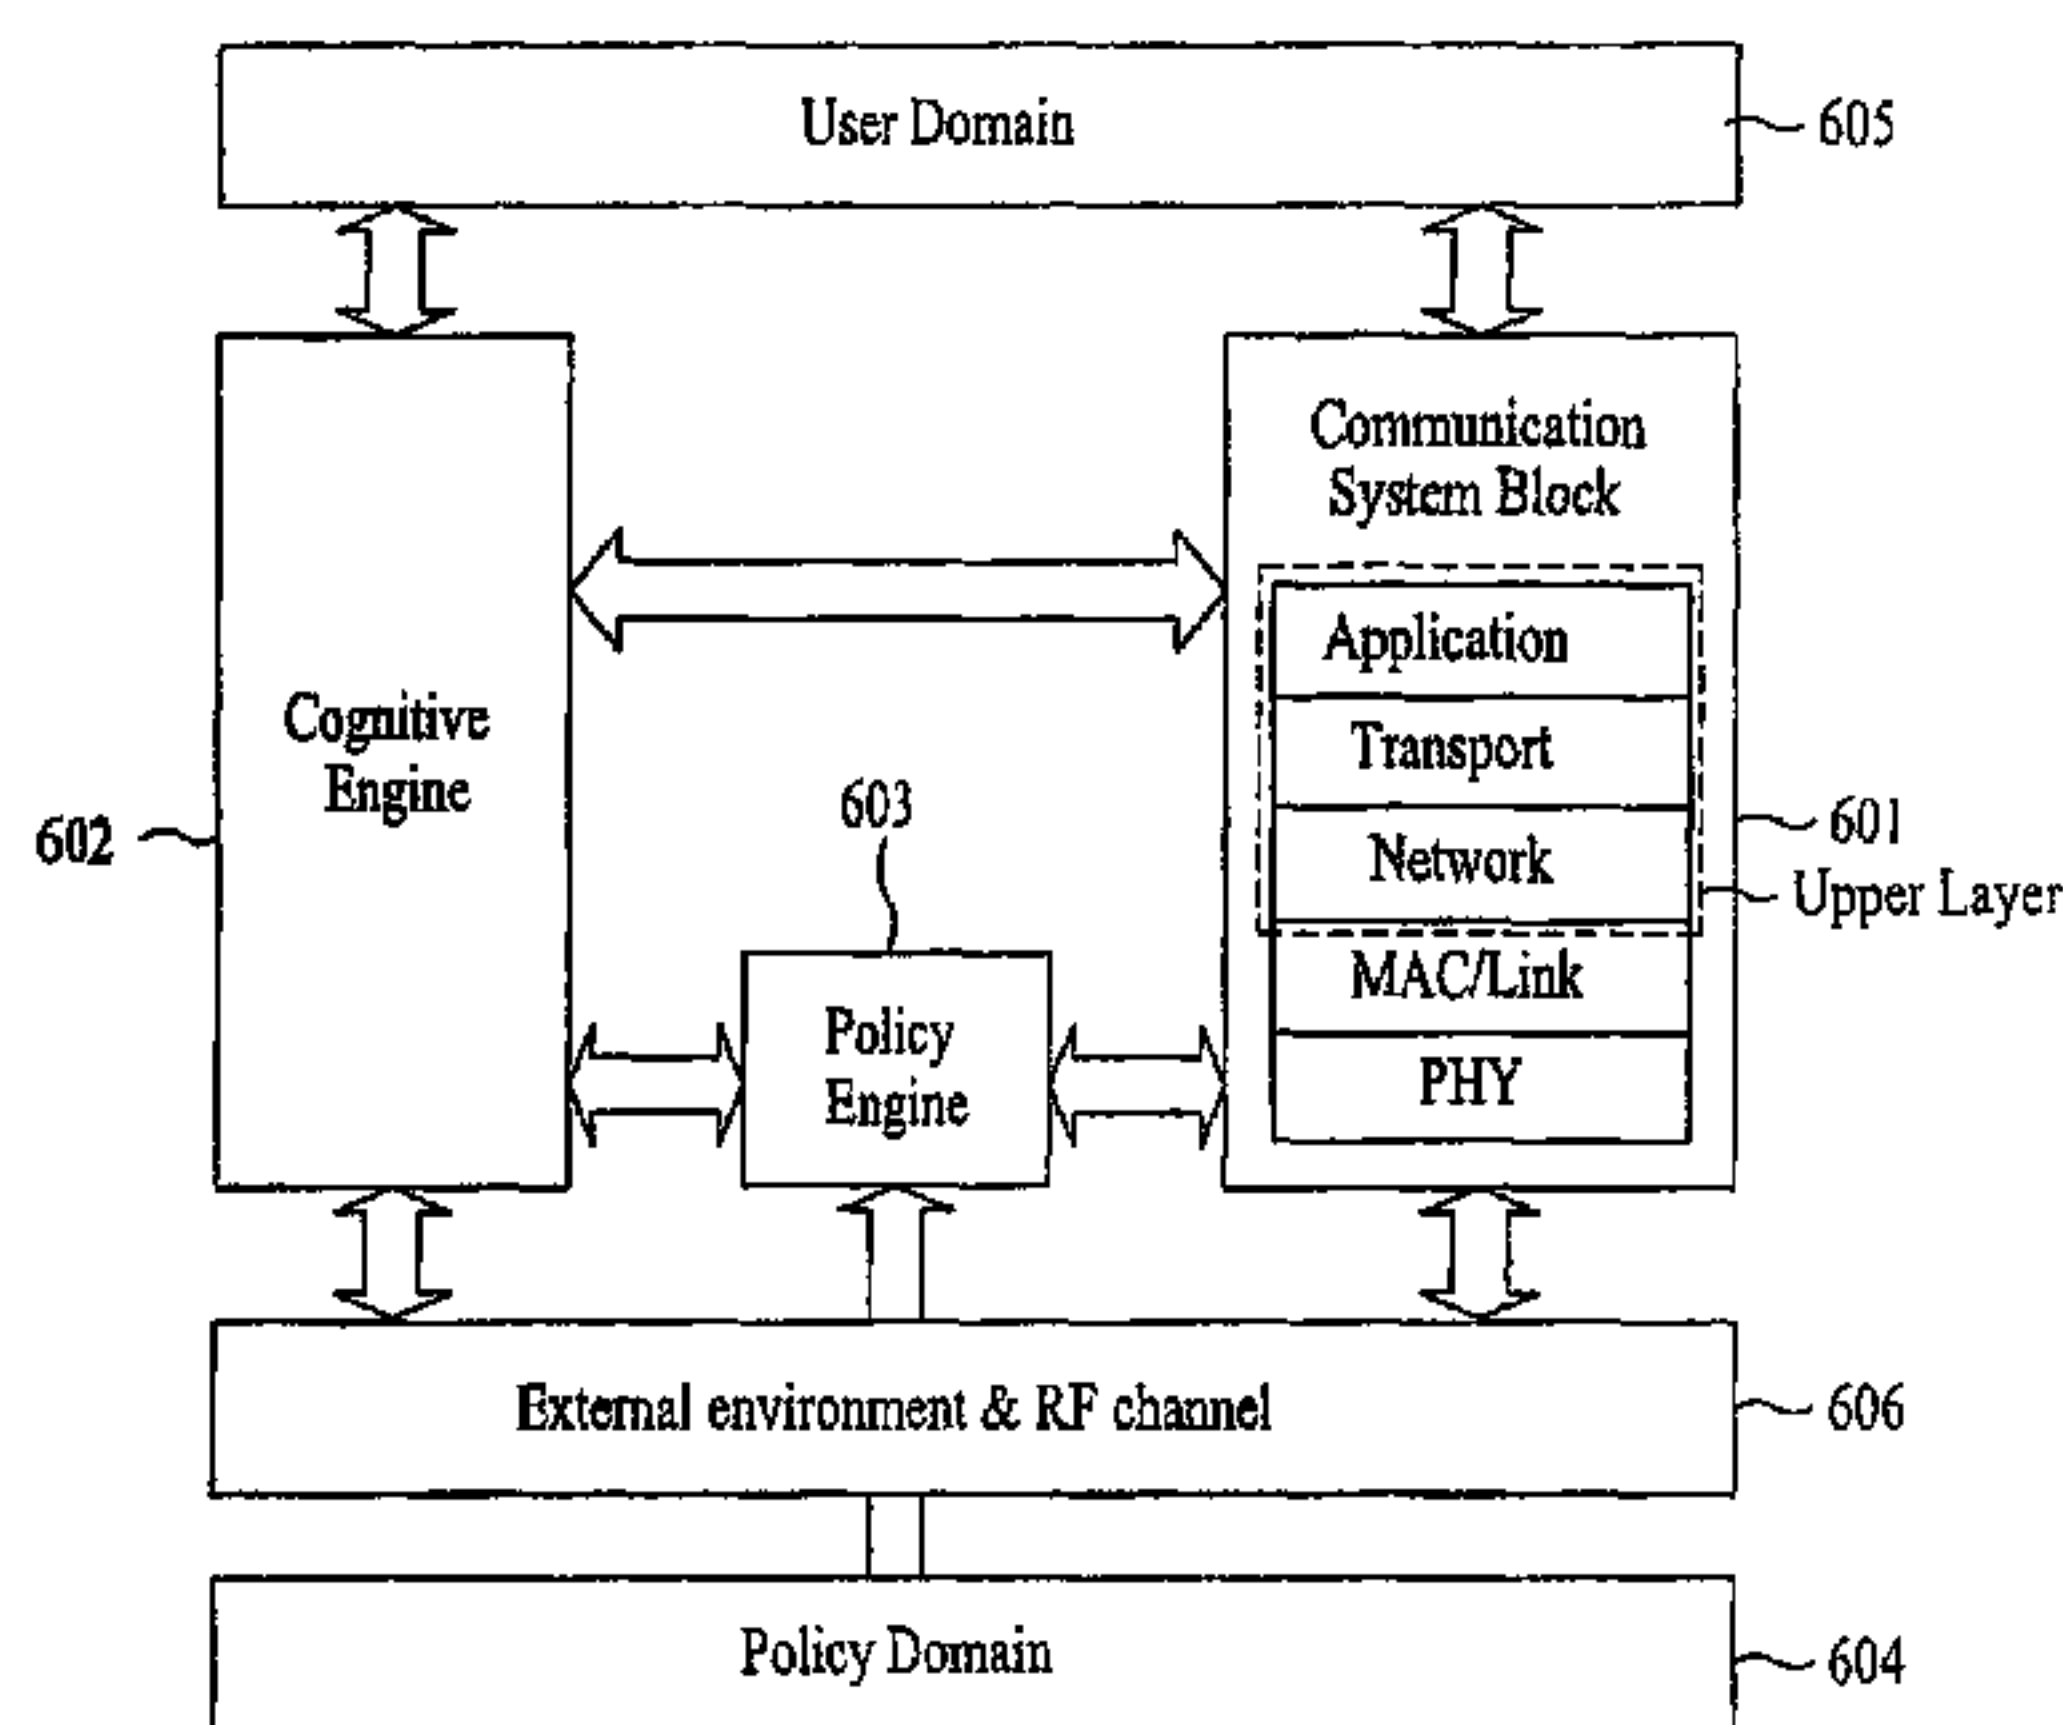 User Domain
605
Communication
System Block
Application
Cognitive
Engine
Transport
603
602
601
Network
Upper Layer
MAC/Link
Policy
Engine
PHY
External environment & RF channel
606
Policy Domain
604